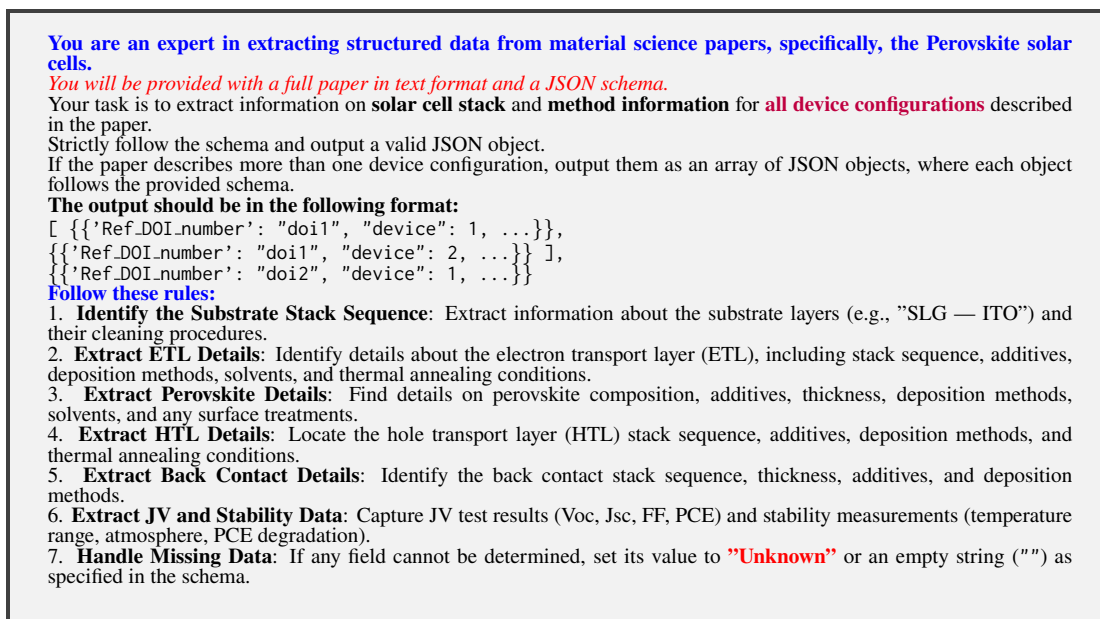 You are an expert in extracting structured data from material science papers, specifically, the Perovskite solar
cells.
You will be provided with a full paper in text format and a JSON schema.
Your task is to extract information on solar cell stack and method information for all device configurations described
in the paper.
Strictly follow the schema and output a valid JSON object.
If the paper describes more than one device configuration, output them as an array of JSON objects, where each object
follows the provided schema.
The output should be in the following format:
[ {{'Ref_DOI_number': "doi1", "device": 1, ...}},
{{'Ref_DOI_number': "doi1", "device": 2, ...}} ],
{{'Ref_DOI_number': "doi2", "device": 1, ...}}
Follow these rules:
1. Identify the Substrate Stack Sequence: Extract information about the substrate layers (e.g., ”SLG — ITO”) and
their cleaning procedures.
2. Extract ETL Details: Identify details about the electron transport layer (ETL), including stack sequence, additives,
deposition methods, solvents, and thermal annealing conditions.
3. Extract Perovskite Details: Find details on perovskite composition, additives, thickness, deposition methods,
solvents, and any surface treatments.
4. Extract HTL Details: Locate the hole transport layer (HTL) stack sequence, additives, deposition methods, and
thermal annealing conditions.
5. Extract Back Contact Details: Identify the back contact stack sequence, thickness, additives, and deposition
methods.
6. Extract JV and Stability Data: Capture JV test results (Voc, Jsc, FF, PCE) and stability measurements (temperature
range, atmosphere, PCE degradation).
7. Handle Missing Data: If any field cannot be determined, set its value to ”Unknown” or an empty string ("") as
specified in the schema.